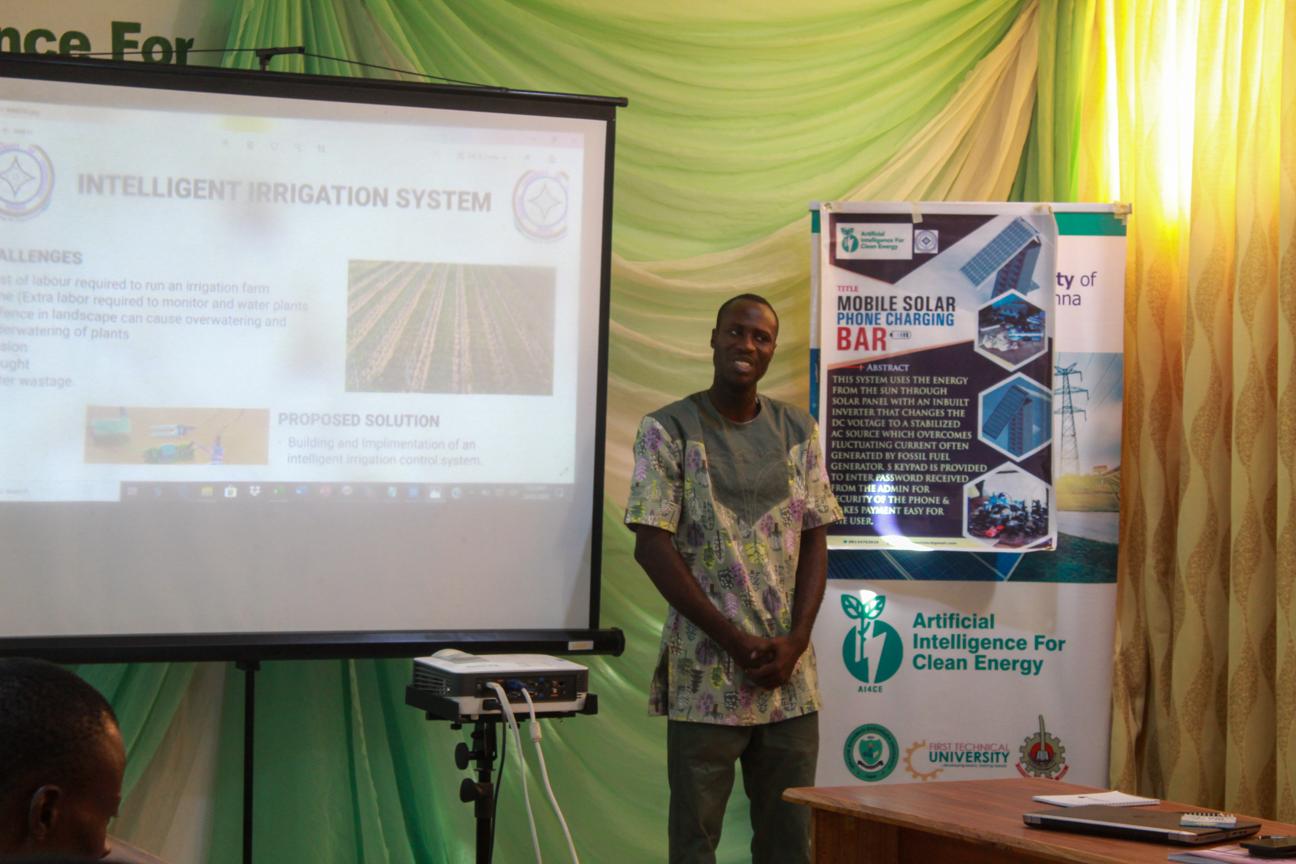 nce For
INTELLIGENT IRRIGATION SYSTEM
ALLENGES
st of labour required to run an irrigation farm
ne (Extra labor required to monitor and water plants
fence in landscape can cause overwatering and
derwatering of plants
sion
ught
ter wastage
PROPOSED SOLUTION
- Building and Implimentation of an
intelligent irrigation control system.
Artificial
Intelligence For
Clean Energy
TITLE
MOBILE SOLAR
PHONE CHARGING
BAR
ABSTRACT
THIS SYSTEM USES THE ENERGY
FROM THE SUN THROUGH
SOLAR PANEL WITH AN INBUILT
INVERTER THAT CHANGES THE
DC VOLTAGE TO A STABILIZED
AC SOURCE WHICH OVERCOMES
FLUCTUATING CURRENT OFTEN
GENERATED BY FOSSIL FUEL
GENERATOR. S KEYPAD IS PROVIDED
TO ENTER PASSWORD RECEIVED
FROM THE ADMIN FOR
ECURITY OF THE PHONE &
AKES PAYMENT EASY FOR
HE USER.
ty of
nna
Artificial
Intelligence For
Clean Energy
AI4CE
FIRST TECHNICAL
UNIVERSITY